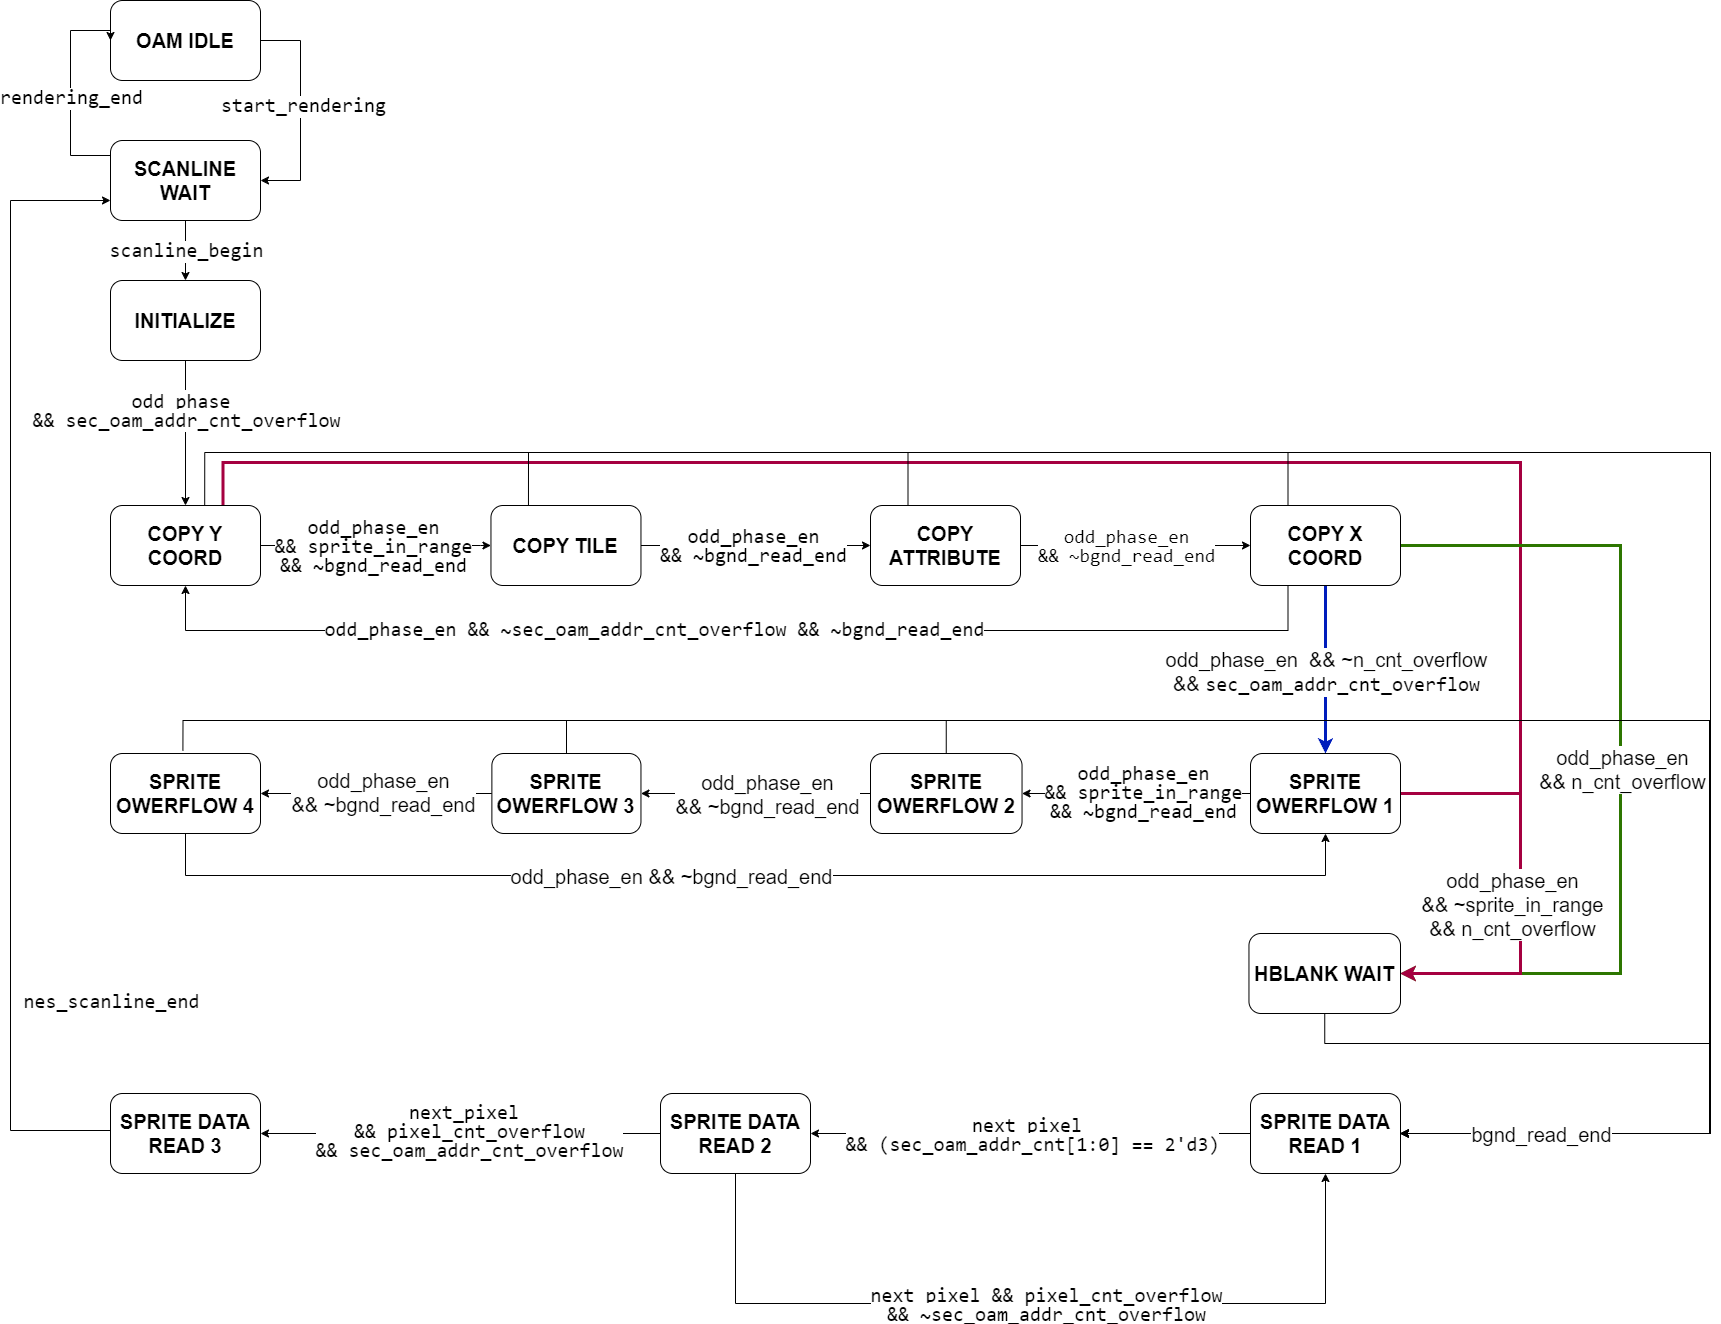 OAM IDLE
rendering_end
start_rendering
SCANLINE
WAIT
scanline_begin
INITIALIZE
odd_phase
&& sec_oam_addr_cnt_overflow
COPY Y
COORD
odd_phase_en
&& sprite_in_range
&& ~bgnd_read_end
COPY TILE
odd_phase_en
&& ~bgnd_read_end
COPY
ATTRIBUTE
odd_phase_en
&& ~bgnd_read_end
COPY X
COORD
odd_phase_en && ~sec_oam_addr_cnt_overflow && ~bgnd_read_end
odd_phase_en && ~n_cnt_overflow
&& sec_oam_addr_cnt_overflow
SPRITE
OWERFLOW 4
odd_phase_en
&& ~bgnd_read_end
SPRITE
OWERFLOW 3
odd_phase_en
&& ~bgnd_read_end
SPRITE
OWERFLOW 2
odd_phase_en
&& sprite_in_range
&& ~bgnd_read_end
SPRITE
OWERFLOW 1
odd_phase_en
&& n_cnt_overflow
odd_phase_en && ~bgnd_read_end
odd_phase_en
&& ~sprite_in_range
&& n_cnt_overflow
HBLANK WAIT
nes_scanline_end
SPRITE DATA
READ 3
next_pixel
&& pixel_cnt_overflow
&& sec_oam_addr_cnt_overflow
SPRITE DATA
READ 2
next_pixel
&& (sec_oam_addr_cnt[1:0] == 2'd3)
SPRITE DATA
READ 1
bgnd_read_end
next_pixel && pixel_cnt_overflow
&& ~sec_oam_addr_cnt_overflow